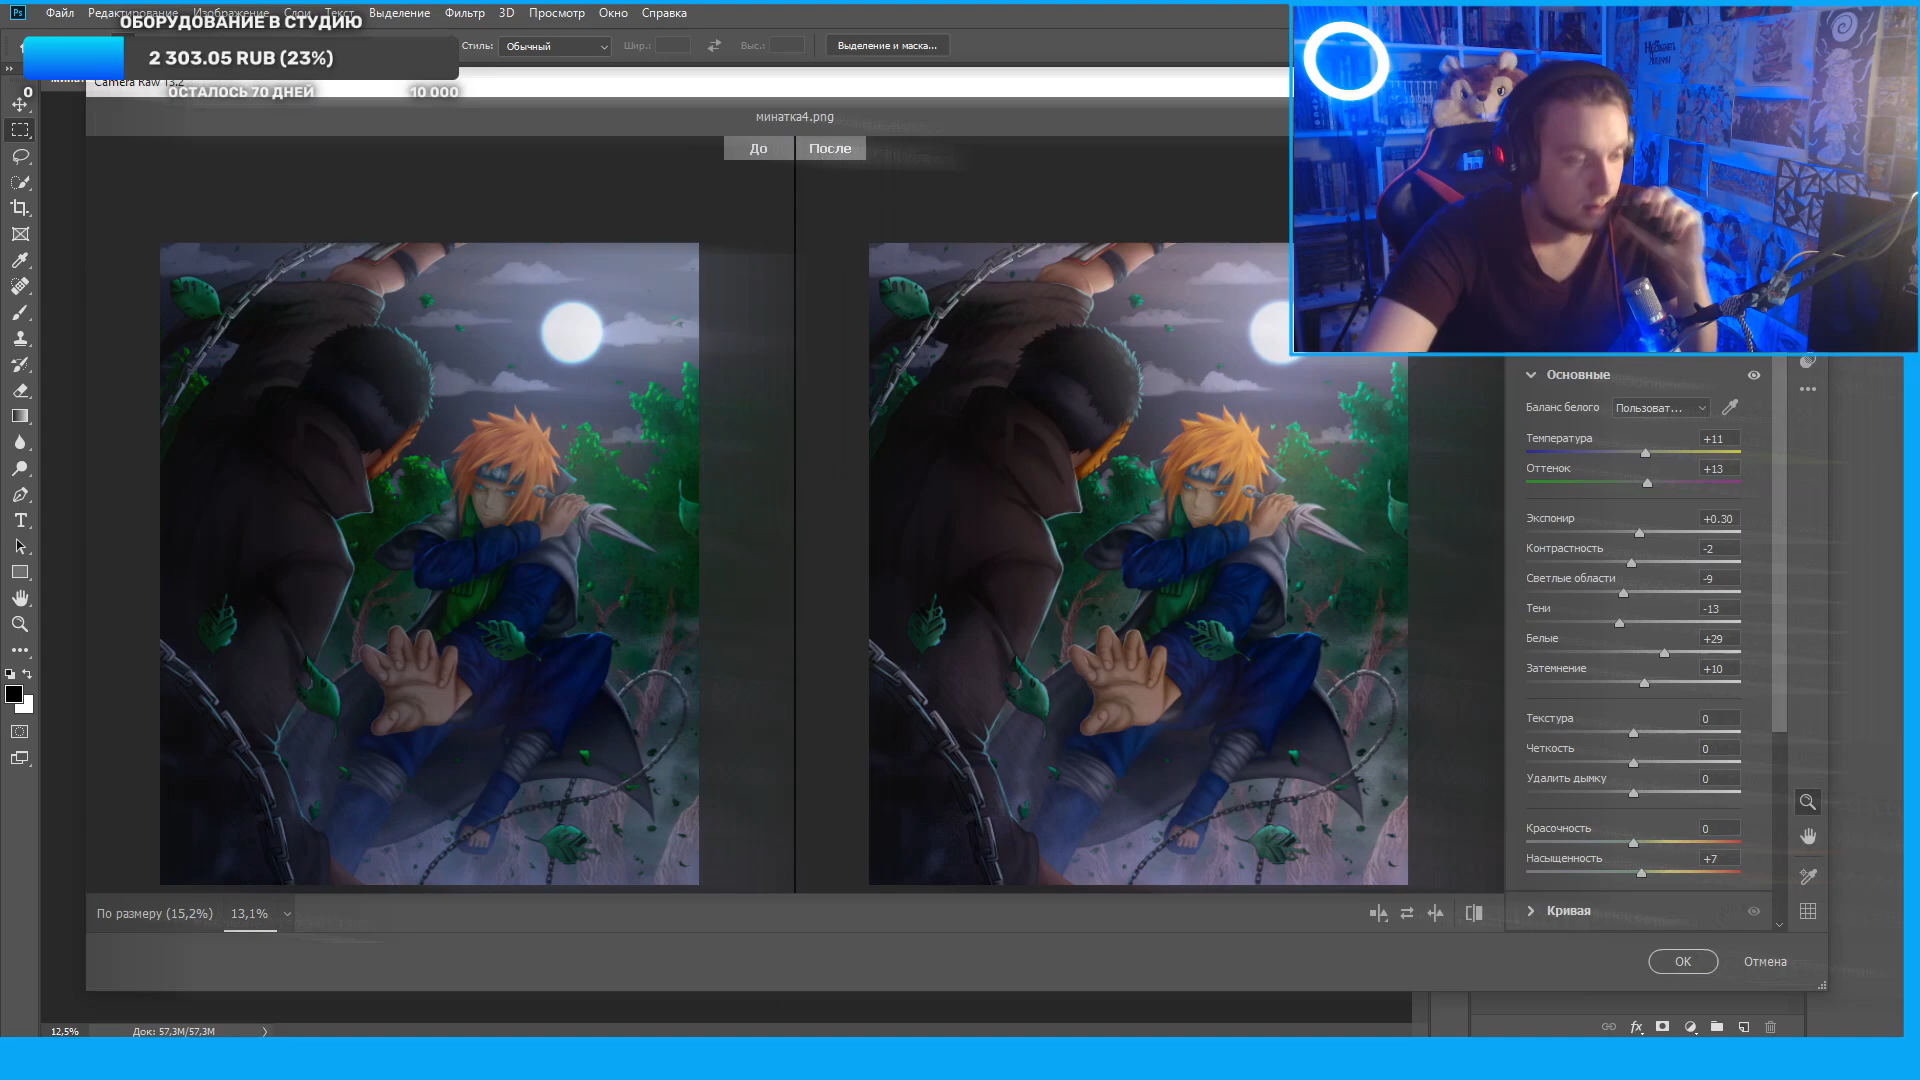 Ps Файл Редактирование Изображение Слои Текст Выделение Фильтр 3D Просмотр Окно Справка
ОБОРУДОВАНИЕ В СТУДИЮ
Стиль: Обычный Шир.: Выс.: Выделение и маска...
2 303.05 RUB (23%)
Camera Raw 13.2
0 ОСТАЛОСЬ 70 ДНЕЙ 10 000
минатка4.png
До После
Основные
Баланс белого Пользоват...
Температура +11
Оттенок +13
Экспонир +0.30
Контрастность -2
Светлые области -9
Тени -13
Белые +29
Затемнение +10
Текстура 0
Четкость 0
Удалить дымку 0
Красочность 0
Насыщенность +7
Кривая
По размеру (15,2%) 13,1%
OK Отмена
12,5% Док: 57,3M/57,3M
fx